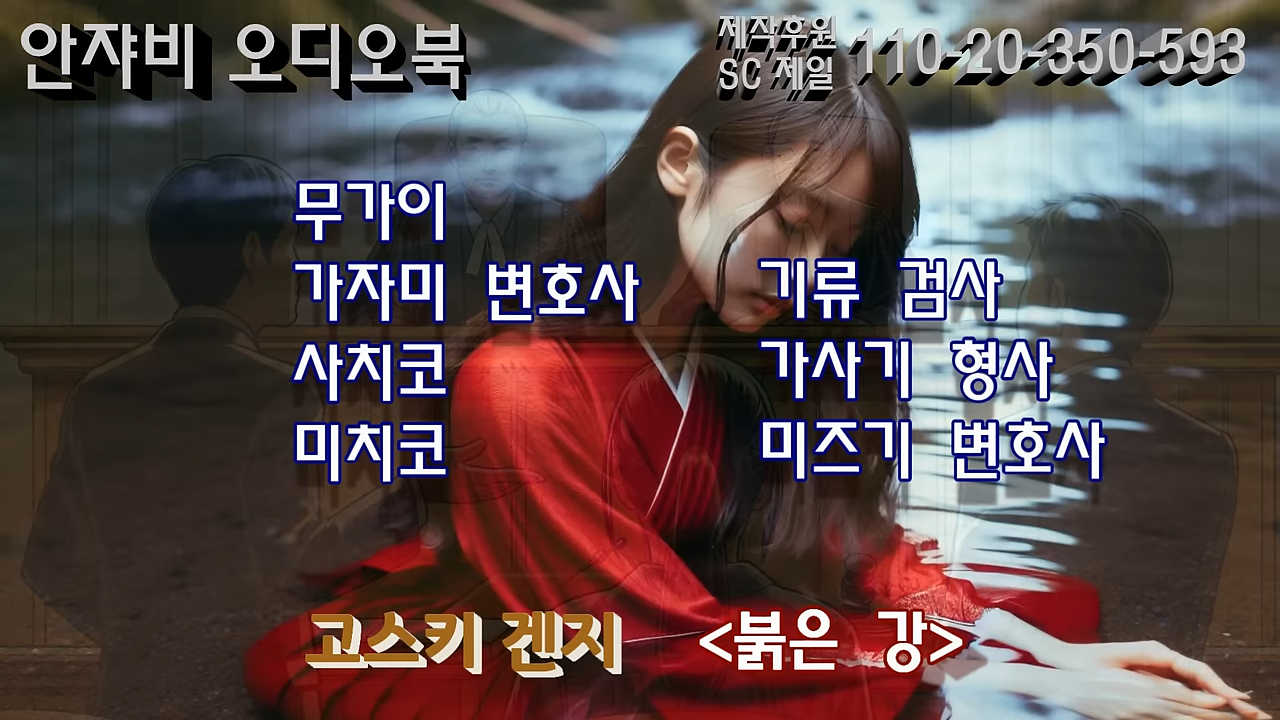 안쟈비 오디오북
제작후원
SC 제일 110-20-350-593
무가이
가자미 변호사 기류 검사
사치코 가사기 형사
미치코 미즈기 변호사
고스키 겐지 <붉은 강>